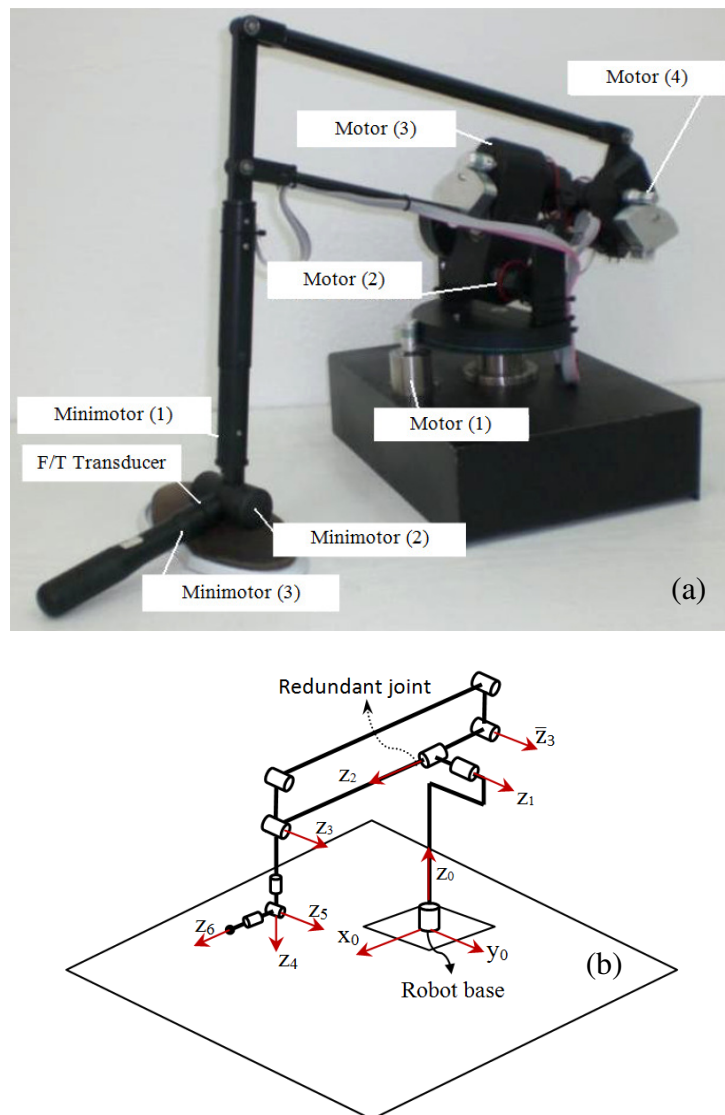 Motor (4)
Motor (3)
Motor (2)
Minimotor (1)
Motor (1)
F/T Transducer
Minimotor (2)
Minimotor (3)
(a)
Redundant joint
z̅3
z2
z1
z3
z0
z6
z5
z4
x0
y0
(b)
Robot base